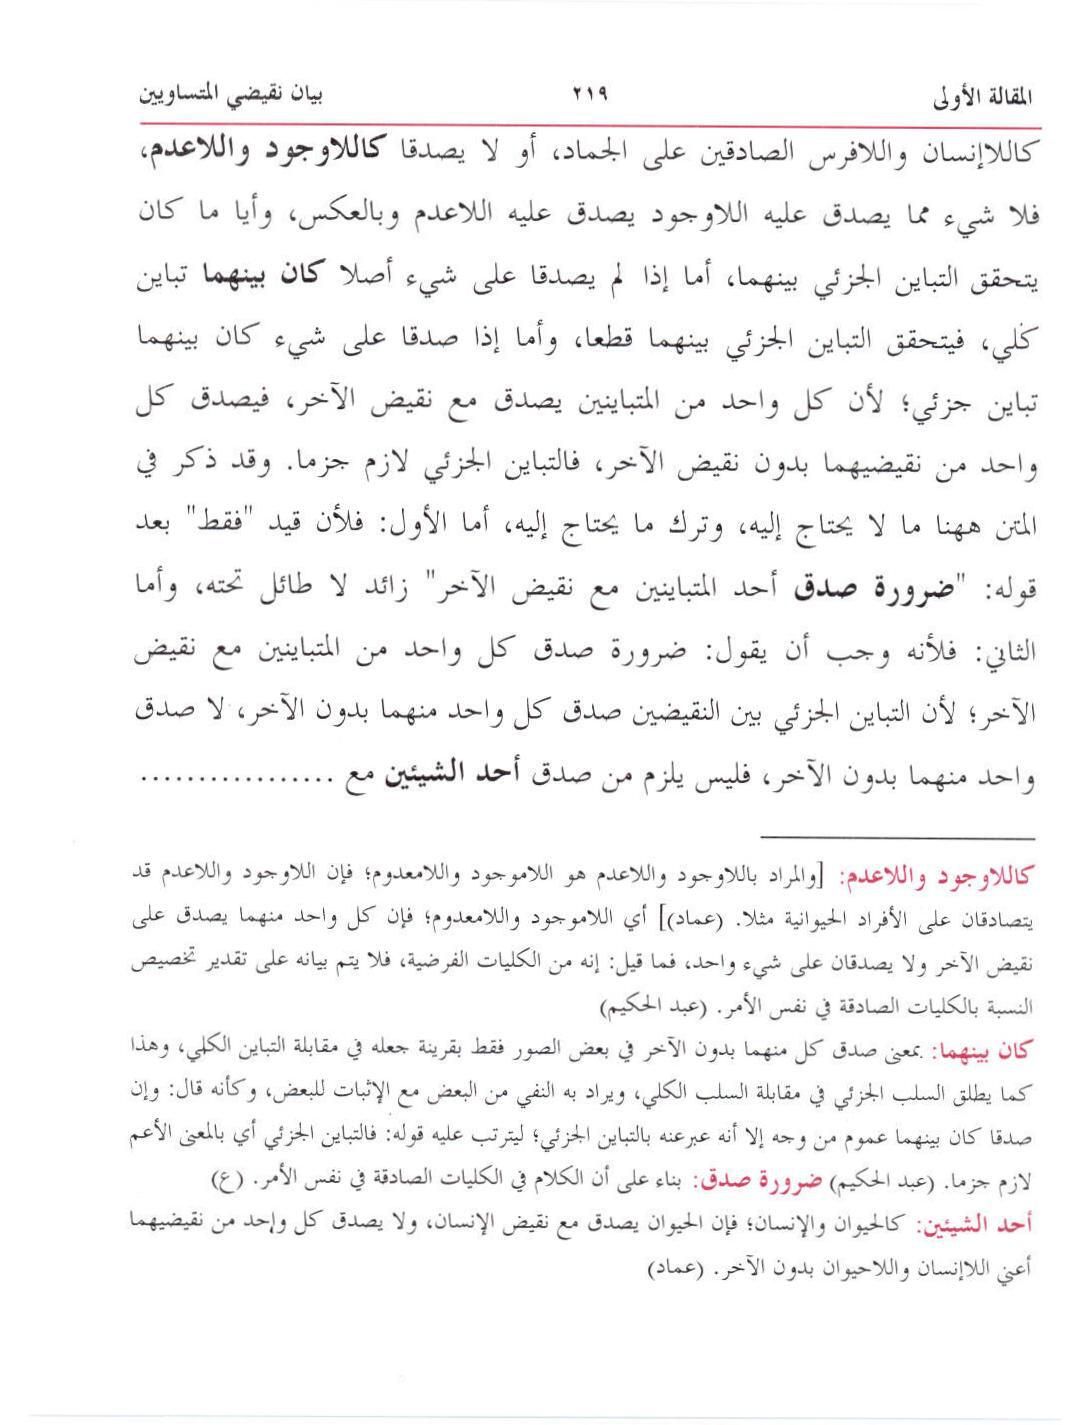 المقالة الأولى ٢١٩ بيان نقيضي المتساويين
كاللاإنسان واللافرس الصادقين على الجماد، أو لا يصدقا كاللاوجود واللاعدم،
فلا شيء مما يصدق عليه اللاوجود يصدق عليه اللاعدم وبالعكس، وأيا ما كان
يتحقق التباين الجزئي بينهما، أما إذا لم يصدقا على شيء أصلا كان بينهما تباين
كلي، فيتحقق التباين الجزئي بينهما قطعا، وأما إذا صدقا على شيء كان بينهما
تباين جزئي؛ لأن كل واحد من المتباينين يصدق مع نقيض الآخر، فيصدق كل
واحد من نقيضيهما بدون نقيض الآخر، فالتباين الجزئي لازم جزما. وقد ذكر في
المتن ههنا ما لا يحتاج إليه، وترك ما يحتاج إليه، أما الأول: فلأن قيد "فقط" بعد
قوله: "ضرورة صدق أحد المتباينين مع نقيض الآخر" زائد لا طائل تحته، وأما
الثاني: فلأنه وجب أن يقول: ضرورة صدق كل واحد من المتباينين مع نقيض
الآخر؛ لأن التباين الجزئي بين النقيضين صدق كل واحد منهما بدون الآخر، لا صدق
واحد منهما بدون الآخر، فليس يلزم من صدق أحد الشيئين مع .................
كاللاوجود واللاعدم: [والمراد باللاوجود واللاعدم هو اللاموجود واللامعدوم؛ فإن اللاوجود واللاعدم قد
يتصادقان على الأفراد الحيوانية مثلا. (عماد)] أي اللاموجود واللامعدوم؛ فإن كل واحد منهما يصدق على
نقيض الآخر ولا يصدقان على شيء واحد، فما قيل: إنه من الكليات الفرضية، فلا يتم بيانه على تقدير تخصيص
النسبة بالكليات الصادقة في نفس الأمر. (عبد الحكيم)
كان بينهما: بمعنى صدق كل منهما بدون الآخر في بعض الصور فقط بقرينة جعله في مقابلة التباين الكلي، وهذا
كما يطلق السلب الجزئي في مقابلة السلب الكلي، ويراد به النفي من البعض مع الإثبات للبعض، وكأنه قال: وإن
صدقا كان بينهما عموم من وجه إلا أنه عبرعنه بالتباين الجزئي؛ ليترتب عليه قوله: فالتباين الجزئي أي بالمعنى الأعم
لازم جزما. (عبد الحكيم) ضرورة صدق: بناء على أن الكلام في الكليات الصادقة في نفس الأمر. (ع)
أحد الشيئين: كالحيوان والإنسان؛ فإن الحيوان يصدق مع نقيض الإنسان، ولا يصدق كل واحد من نقيضيهما
أعني اللاإنسان واللاحيوان بدون الآخر. (عماد)